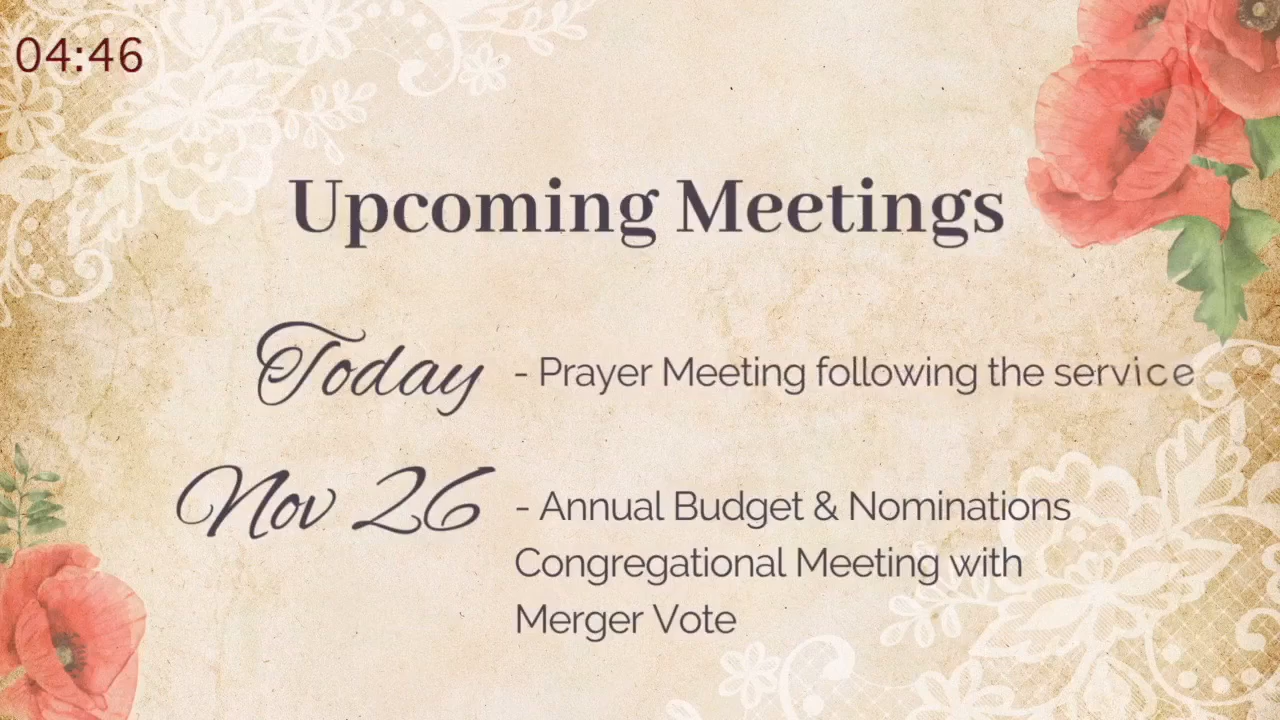 04:46
Upcoming Meetings
Today - Prayer Meeting following the service
Nov 26 - Annual Budget & Nominations
Congregational Meeting with
Merger Vote